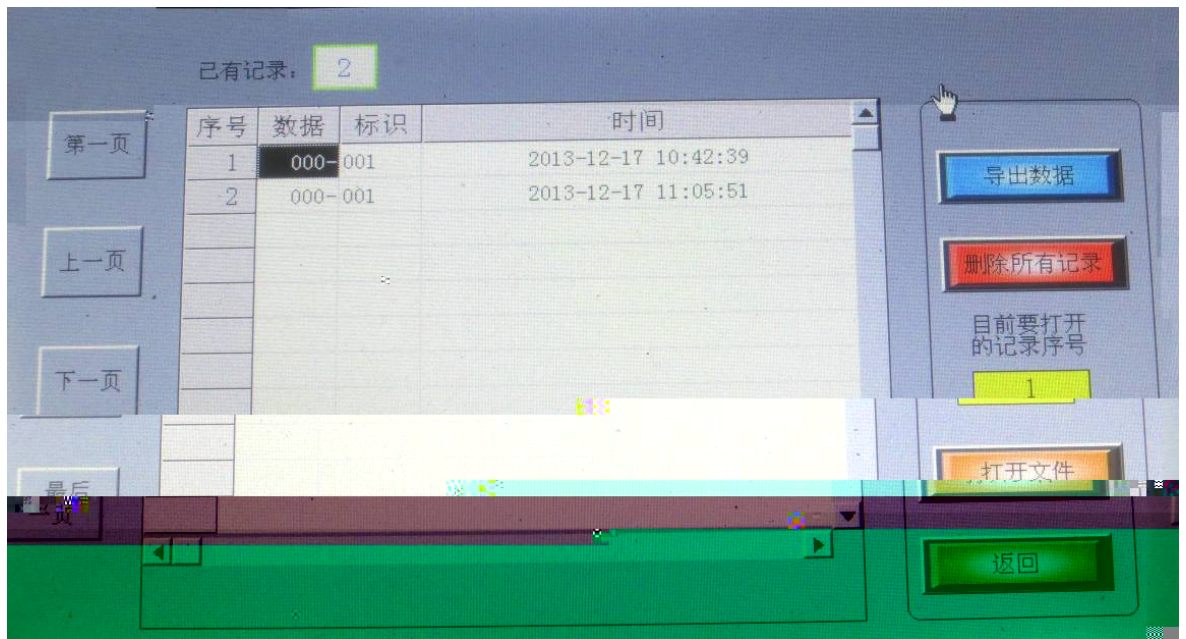 已有记录： 2
序号 数据 标识 时间
1 000- 001 2013-12-17 10:42:39
2 000- 001 2013-12-17 11:05:51
第一页
上一页
下一页
最后
一页
导出数据
删除所有记录
目前要打开
的记录序号
1
打开文件
返回